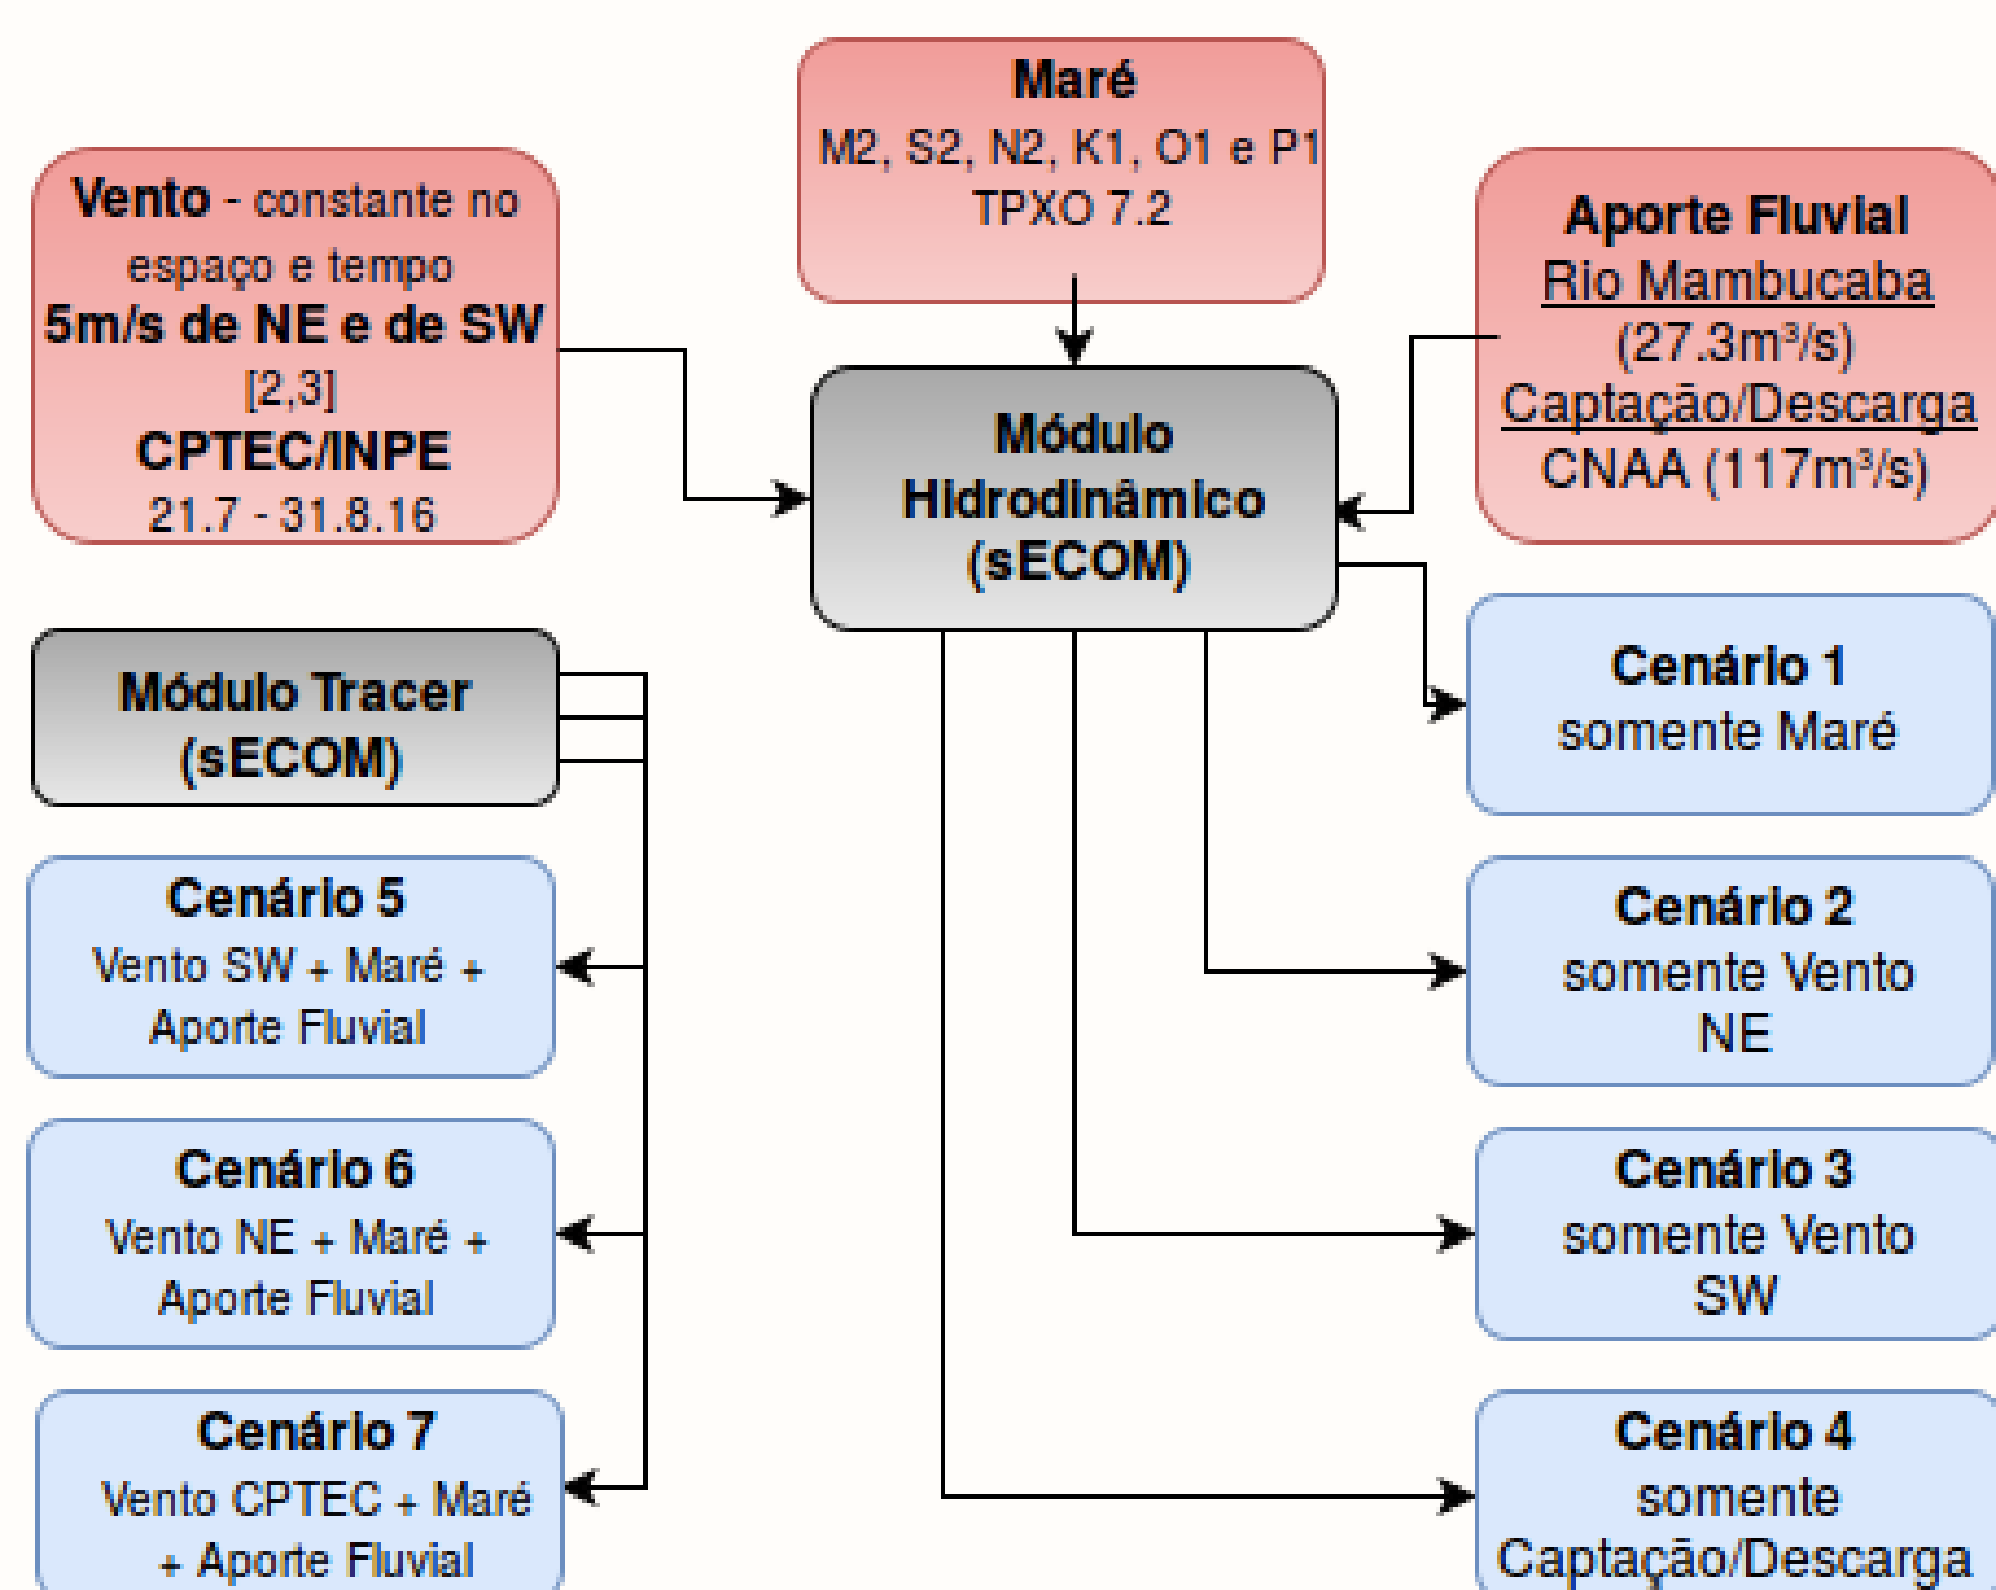 Maré
M2, S2, N2, K1, O1 e P1
TPXO 7.2
Vento - constante no
espaço e tempo
5m/s de NE e de SW
[2,3]
CPTEC/INPE
21.7 - 31.8.16
Aporte Fluvial
Rio Mambucaba
(27.3m³/s)
Captação/Descarga
CNAA (117m³/s)
Módulo
Hidrodinâmico
(sECOM)
Módulo Tracer
(sECOM)
Cenário 1
somente Maré
Cenário 2
somente Vento
NE
Cenário 3
somente Vento
SW
Cenário 4
somente
Captação/Descarga
Cenário 5
Vento SW + Maré +
Aporte Fluvial
Cenário 6
Vento NE + Maré +
Aporte Fluvial
Cenário 7
Vento CPTEC + Maré
+ Aporte Fluvial